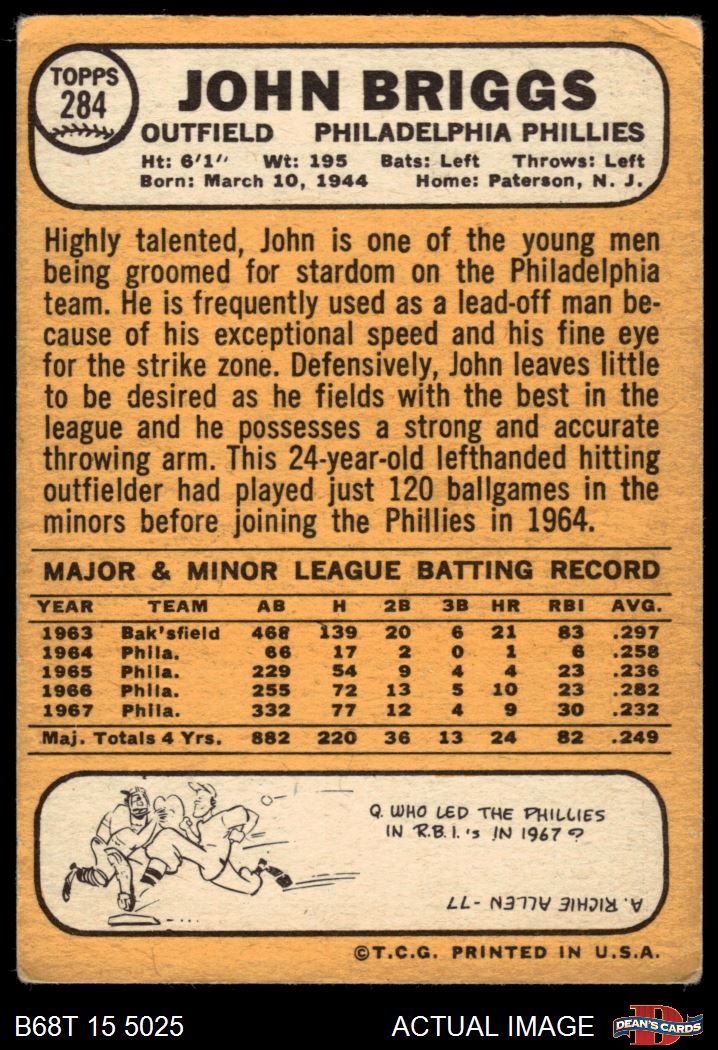 TOPPS
284
JOHN BRIGGS
OUTFIELD PHILADELPHIA PHILLIES
Ht: 6'1" Wt: 195 Bats: Left Throws: Left
Born: March 10, 1944 Home: Paterson, N. J.
Highly talented, John is one of the young men
being groomed for stardom on the Philadelphia
team. He is frequently used as a lead-off man be-
cause of his exceptional speed and his fine eye
for the strike zone. Defensively, John leaves little
to be desired as he fields with the best in the
league and he possesses a strong and accurate
throwing arm. This 24-year-old lefthanded hitting
outfielder had played just 120 ballgames in the
minors before joining the Phillies in 1964.
MAJOR & MINOR LEAGUE BATTING RECORD
YEAR TEAM AB H 2B 3B HR RBI AVG.
1963 Bak'sfield 468 139 20 6 21 83 .297
1964 Phila. 66 17 2 0 1 6 .258
1965 Phila. 229 54 9 4 4 23 .236
1966 Phila. 255 72 13 5 10 23 .282
1967 Phila. 332 77 12 4 9 30 .232
Maj. Totals 4 Yrs. 882 220 36 13 24 82 .249
Q. WHO LED THE PHILLIES
IN R.B.I.'s IN 1967?
A. RICHIE ALLEN -77
©T.C.G. PRINTED IN U.S.A.
B68T 15 5025 ACTUAL IMAGE
DEAN'S CARDS